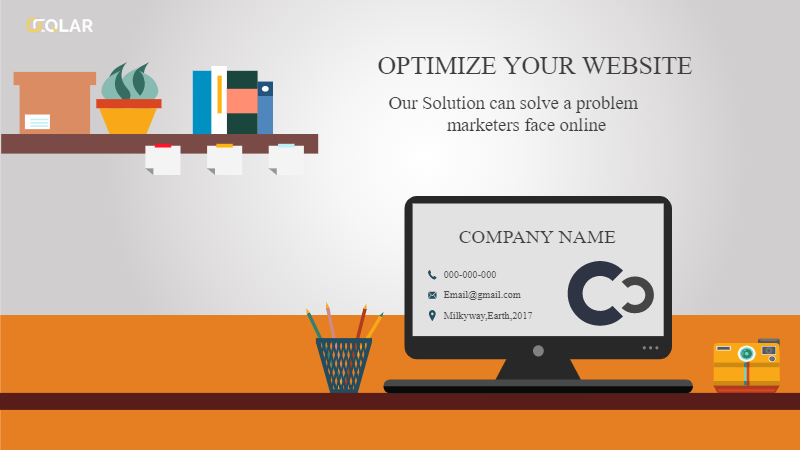 OLAR
OPTIMIZE YOUR WEBSITE
Our Solution can solve a problem
marketers face online
COMPANY NAME
000-000-000
Email@gmail.com
Milkyway,Earth,2017